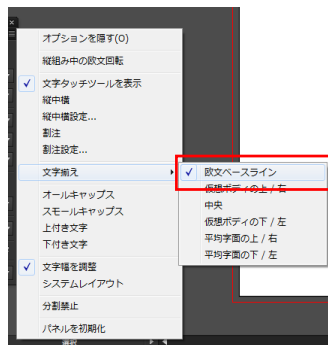 オプションを隠す(O)
縦組み中の欧文回転
文字タッチツールを表示
縦中横
縦中横設定...
割注
割注設定...
文字揃え
オールキャップス
スモールキャップス
上付き文字
下付き文字
文字幅を調整
システムレイアウト
分割禁止
パネルを初期化
欧文ベースライン
仮想ボディの上 / 右
中央
仮想ボディの下 / 左
平均字面の上 / 右
平均字面の下 / 左
選択